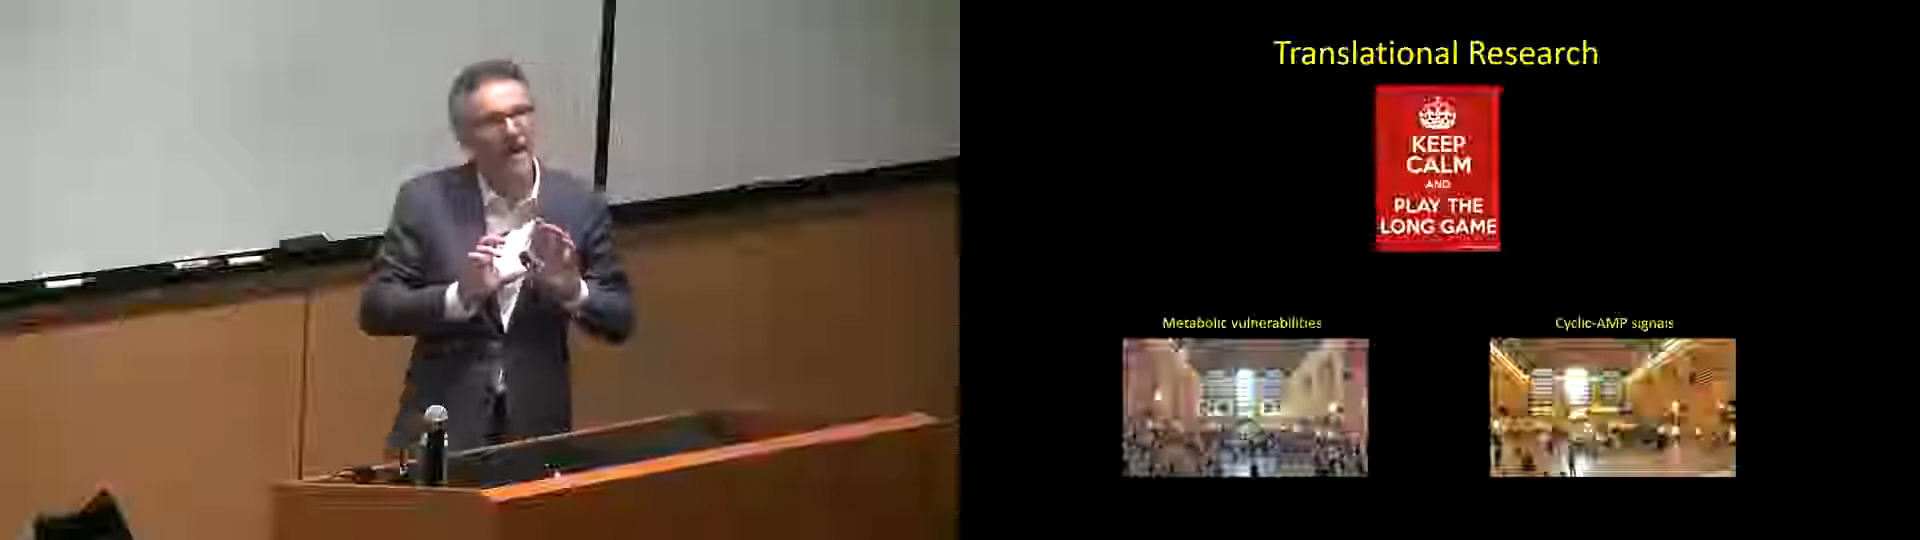 Translational Research
KEEP
CALM
AND
PLAY THE
LONG GAME
Metabolic vulnerabilities
Cyclic-AMP signals